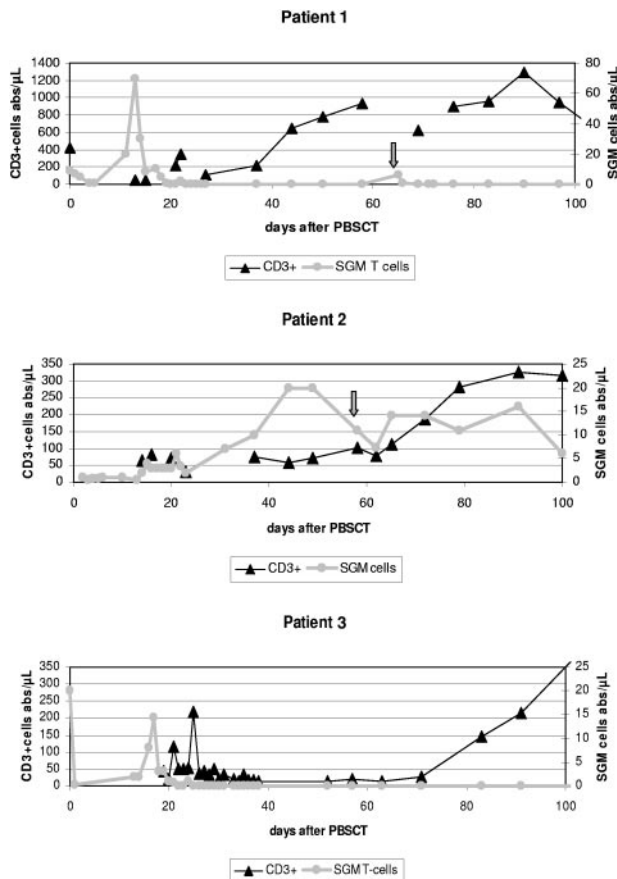 Patient 1
1400
1200
1000
800
600
400
200
0
CD3+cells abs/µL
80
60
40
20
0
SGM cells abs/µL
0 20 40 60 80 100
days after PBSCT
CD3+ SGM T cells
Patient 2
350
300
250
200
150
100
50
0
CD3+cells abs/µL
25
20
15
10
5
0
SGM cells abs/µL
0 20 40 60 80 100
days after PBSCT
CD3+ SGM cells
Patient 3
350
300
250
200
150
100
50
0
CD3+cells abs/µL
25
20
15
10
5
0
SGM cells abs/µL
0 20 40 60 80 100
days after PBSCT
CD3+ SGMT-cells